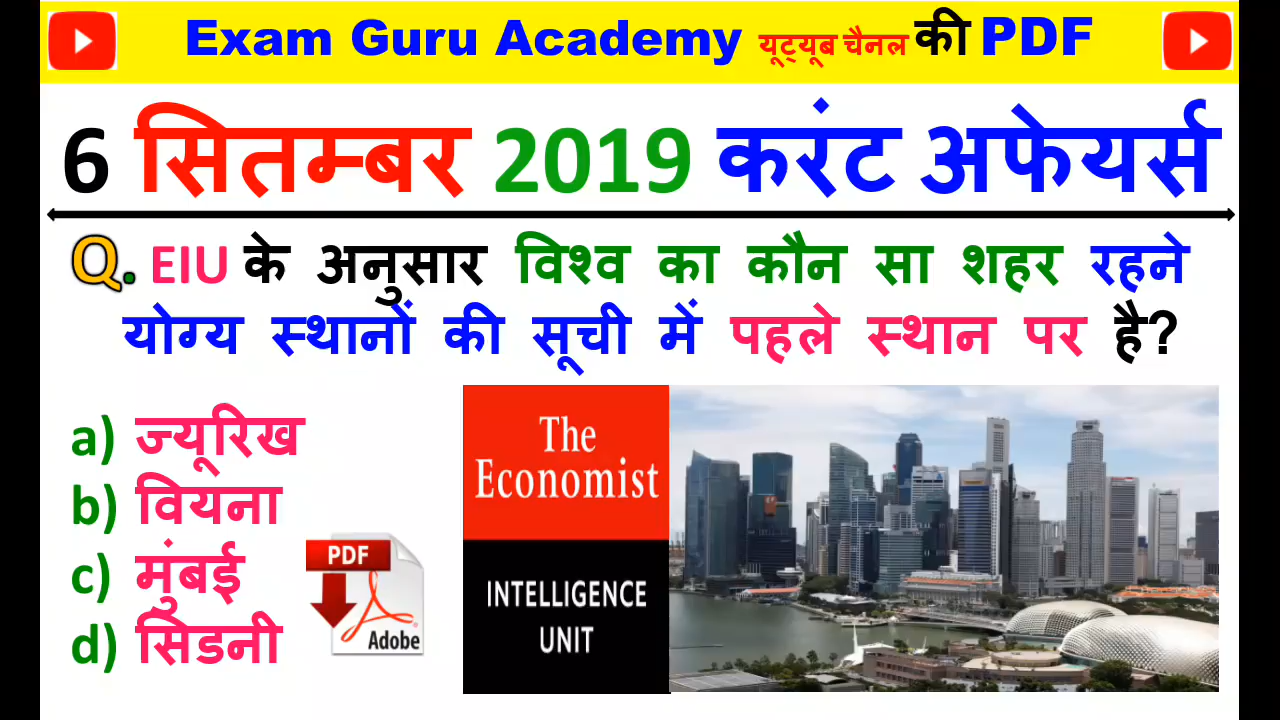 Exam Guru Academy यूट्यूब चैनल की PDF
6 सितम्बर 2019 करंट अफेयर्स
Q. EIU के अनुसार विश्व का कौन सा शहर रहने
योग्य स्थानों की सूची में पहले स्थान पर है?
a) ज्यूरिख
b) वियना
c) मुंबई
d) सिडनी
PDF
Adobe
The
Economist
INTELLIGENCE
UNIT